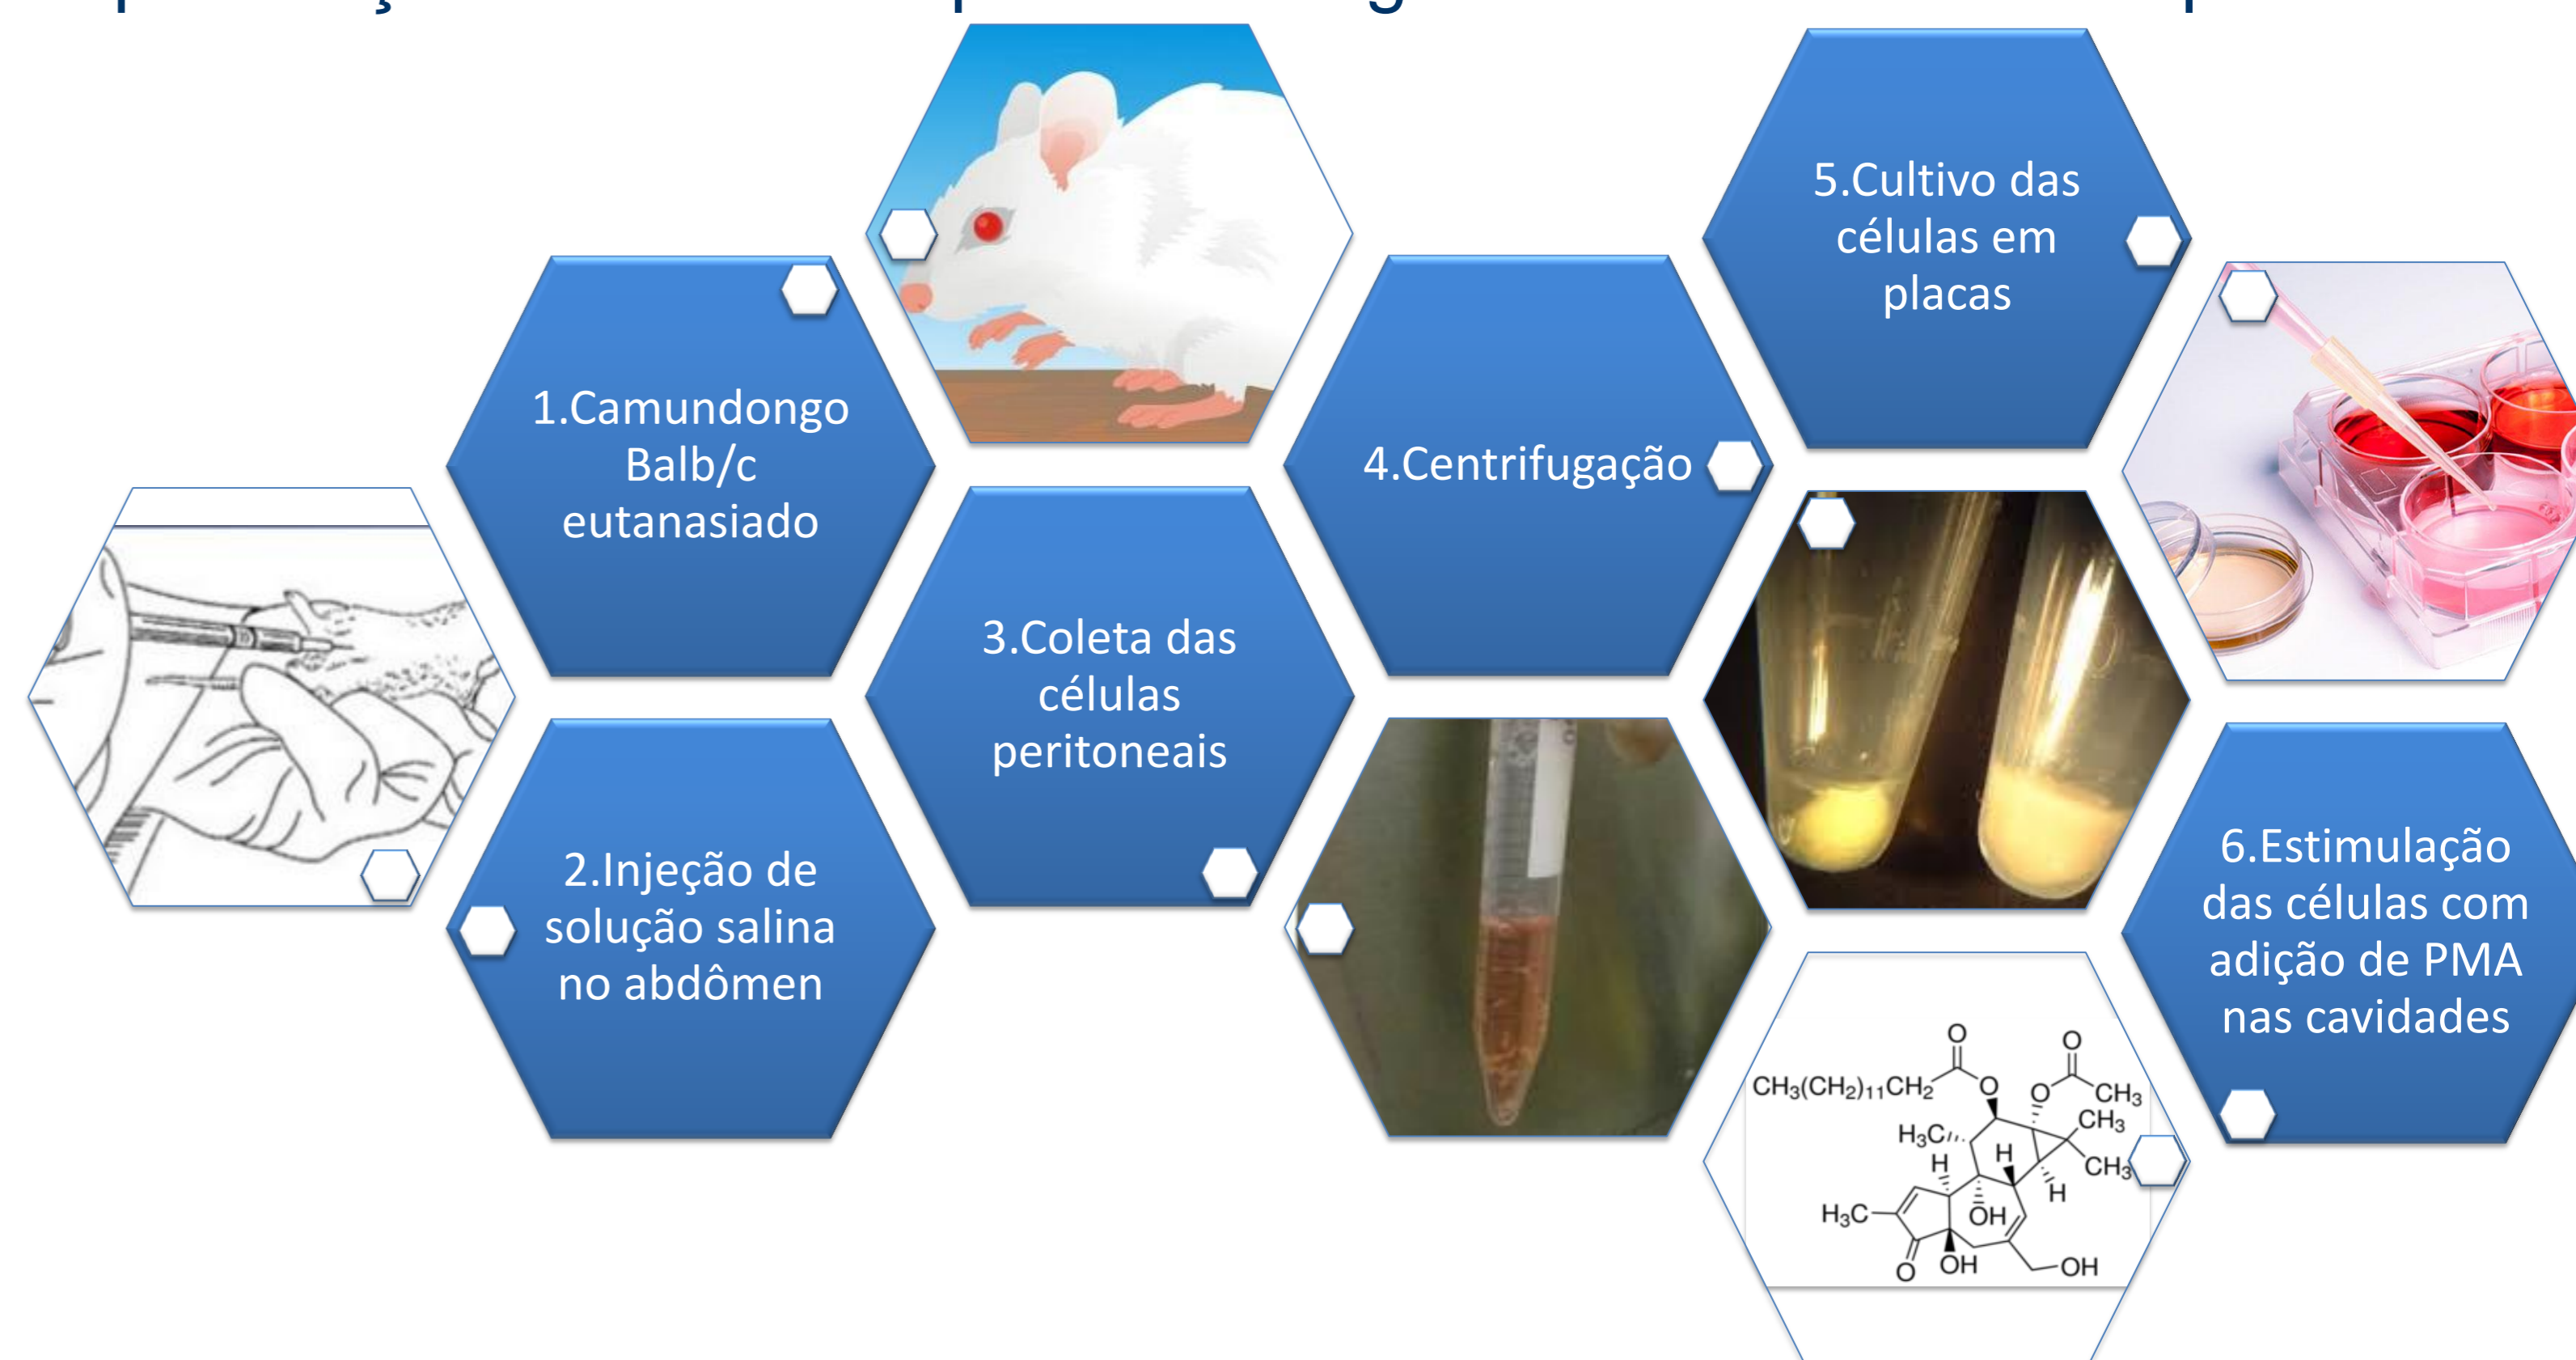 1.Camundongo
Balb/c
eutanasiado
2.Injeção de
solução salina
no abdômen
3.Coleta das
células
peritoneais
4.Centrifugação
5.Cultivo das
células em
placas
6.Estimulação
das células com
adição de PMA
nas cavidades
O
O
CH₃(CH₂)₁₁CH₂
O
O
CH₃
H₃C
CH₃
H
H
CH₃
H
H₃C
OH
O
OH
OH